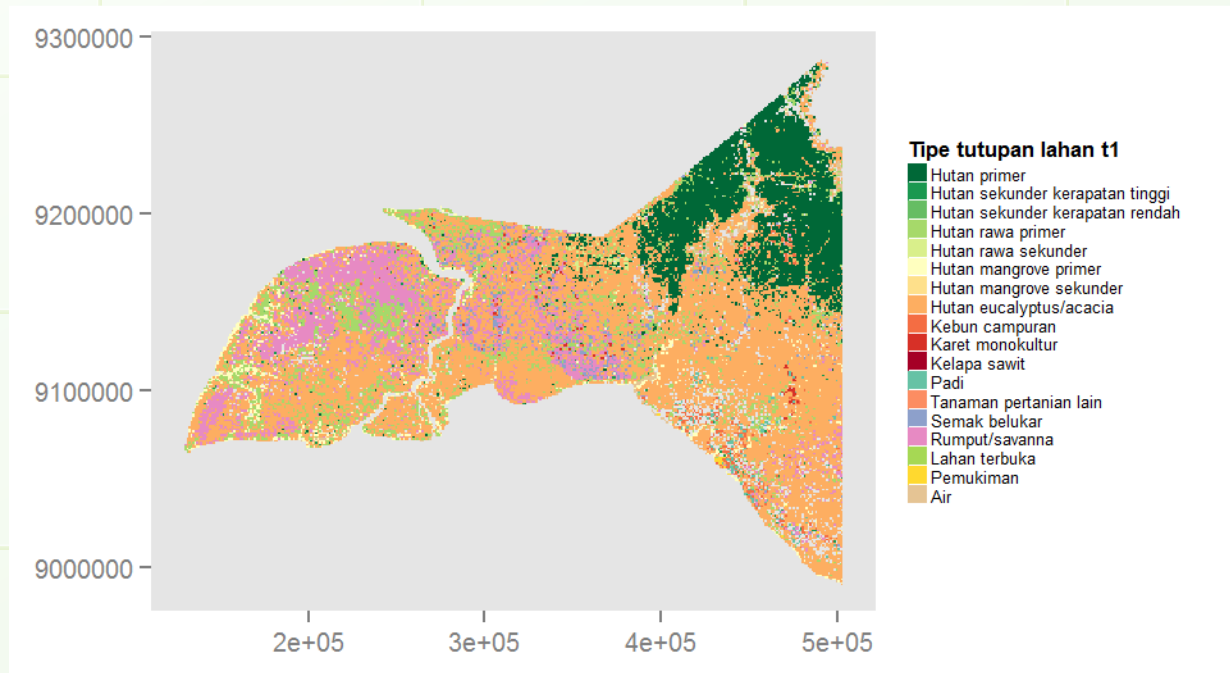 9300000
9200000
9100000
9000000
2e+05
3e+05
4e+05
5e+05
Tipe tutupan lahan t1
Hutan primer
Hutan sekunder kerapatan tinggi
Hutan sekunder kerapatan rendah
Hutan rawa primer
Hutan rawa sekunder
Hutan mangrove primer
Hutan mangrove sekunder
Hutan eucalyptus/acacia
Kebun campuran
Karet monokultur
Kelapa sawit
Padi
Tanaman pertanian lain
Semak belukar
Rumput/savanna
Lahan terbuka
Pemukiman
Air